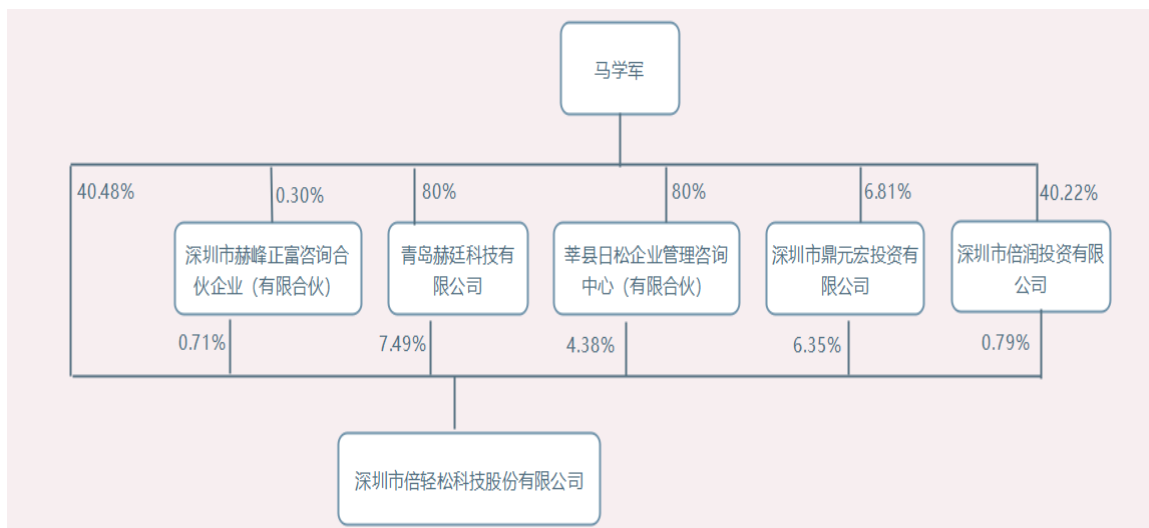 马学军
40.48%
0.30%
80%
80%
6.81%
40.22%
深圳市赫峰正富咨询合
伙企业（有限合伙）
青岛赫廷科技有
限公司
莘县日松企业管理咨询
中心（有限合伙）
深圳市鼎元宏投资有
限公司
深圳市倍润投资有限
公司
0.71%
7.49%
4.38%
6.35%
0.79%
深圳市倍轻松科技股份有限公司